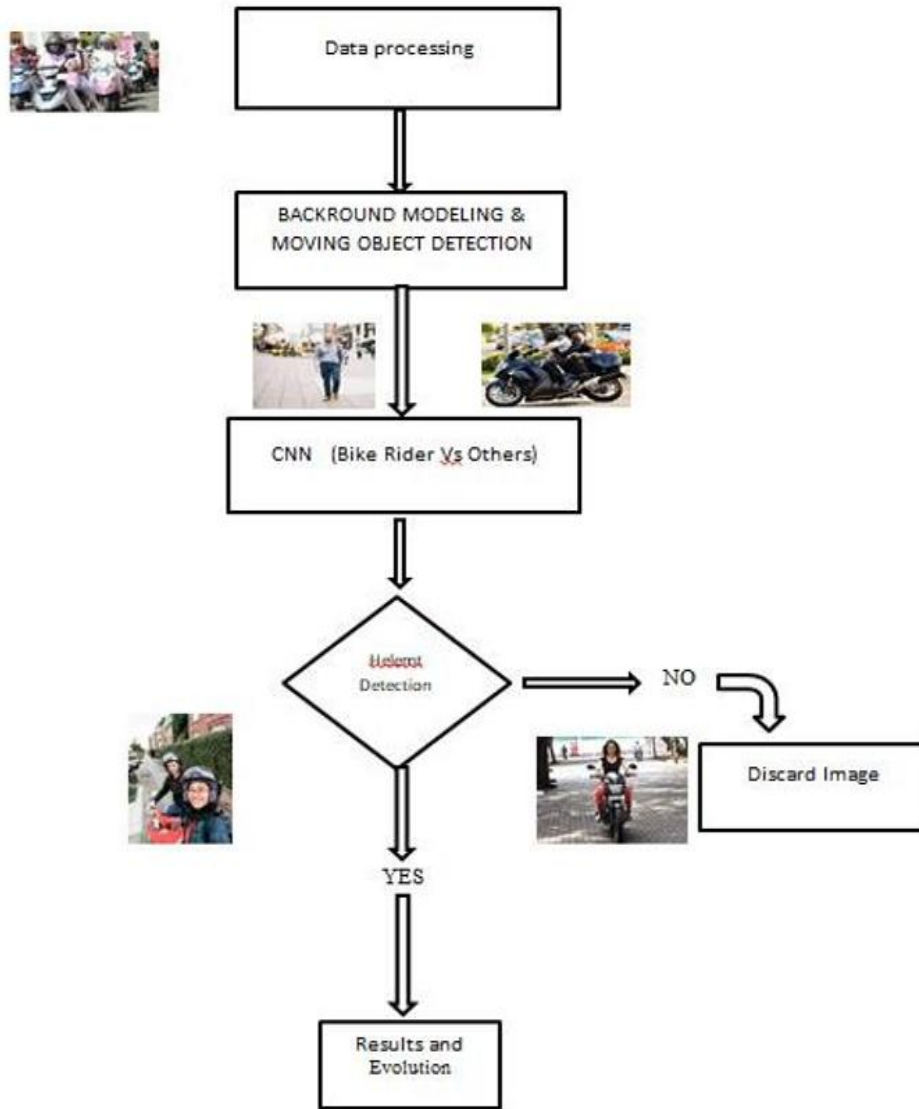 Data processing
BACKROUND MODELING &
MOVING OBJECT DETECTION
CNN (Bike Rider Vs Others)
Helemt
Detection
NO
Discard Image
YES
Results and
Evolution